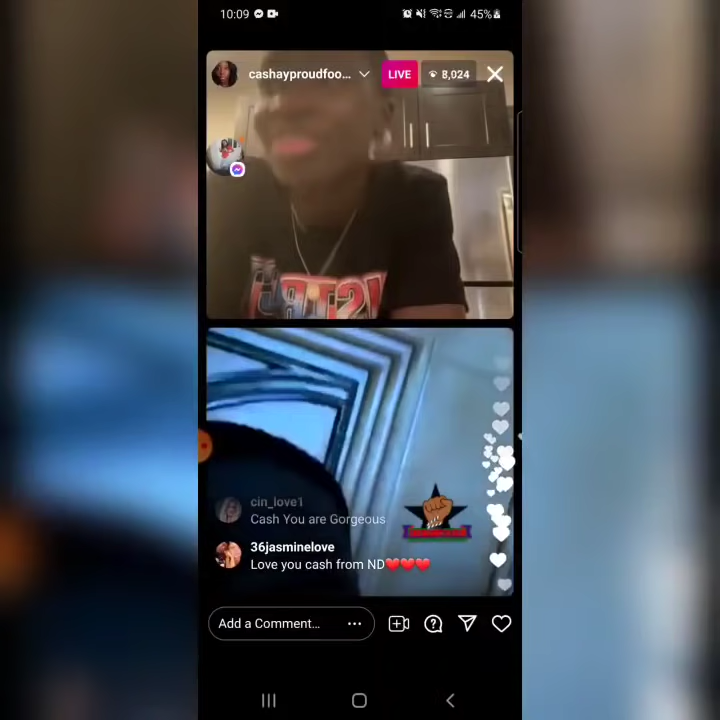 10:09
45%
cashayproudfoo...
LIVE
8,024
cin_love1
Cash You are Gorgeous
36jasminelove
Love you cash from ND❤️❤️❤️
Add a Comment...